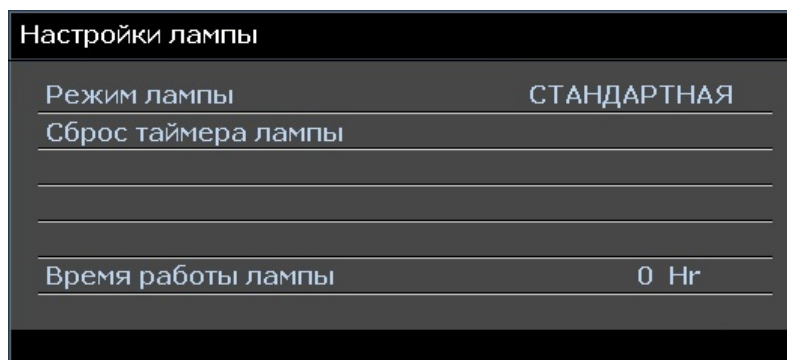 Настройки лампы
Режим лампы СТАНДАРТНАЯ
Сброс таймера лампы
Время работы лампы 0 Hr